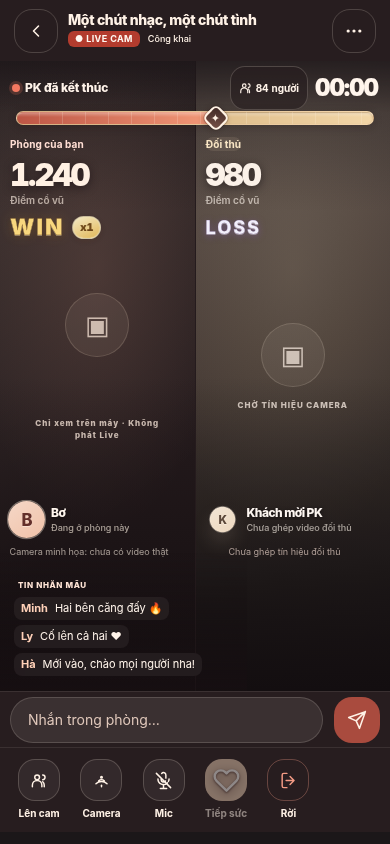 Một chút nhạc, một chút tình
LIVE CAM Công khai
PK đã kết thúc
84 người 00:00
Phòng của bạn
1.240
Điểm cổ vũ
WIN x1
Đối thủ
980
Điểm cổ vũ
LOSS
Chỉ xem trên máy · Không
phát Live
CHỜ TÍN HIỆU CAMERA
B Bơ
Đang ở phòng này
Camera minh họa: chưa có video thật
K Khách mời PK
Chưa ghép video đối thủ
Chưa ghép tín hiệu đối thủ
TIN NHẮN MẪU
Minh Hai bên căng đấy 🔥
Ly Cố lên cả hai ♥
Hà Mới vào, chào mọi người nha!
Nhắn trong phòng...
Lên cam Camera Mic Tiếp sức Rời